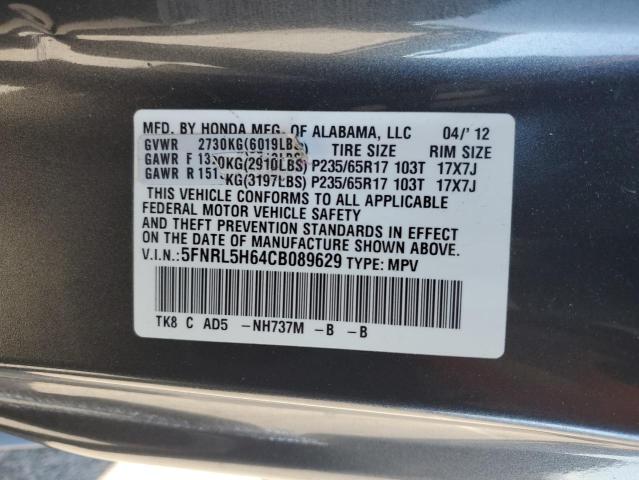 MFD. BY HONDA MFG. OF ALABAMA, LLC 04/'12
GVWR 2730KG(6019LBS) TIRE SIZE RIM SIZE
GAWR F KG(2910LBS) P235/65R17 103T 17X7J
GAWR R KG(3197LBS) P235/65R17 103T 17X7J
THIS VEHICLE CONFORMS TO ALL APPLICABLE
FEDERAL MOTOR VEHICLE SAFETY
AND THEFT PREVENTION STANDARDS IN EFFECT
ON THE DATE OF MANUFACTURE SHOWN ABOVE.
V.I.N.:5FNRL5H64CB089629 TYPE: MPV
TK8 C AD5 -NH737M -B -B